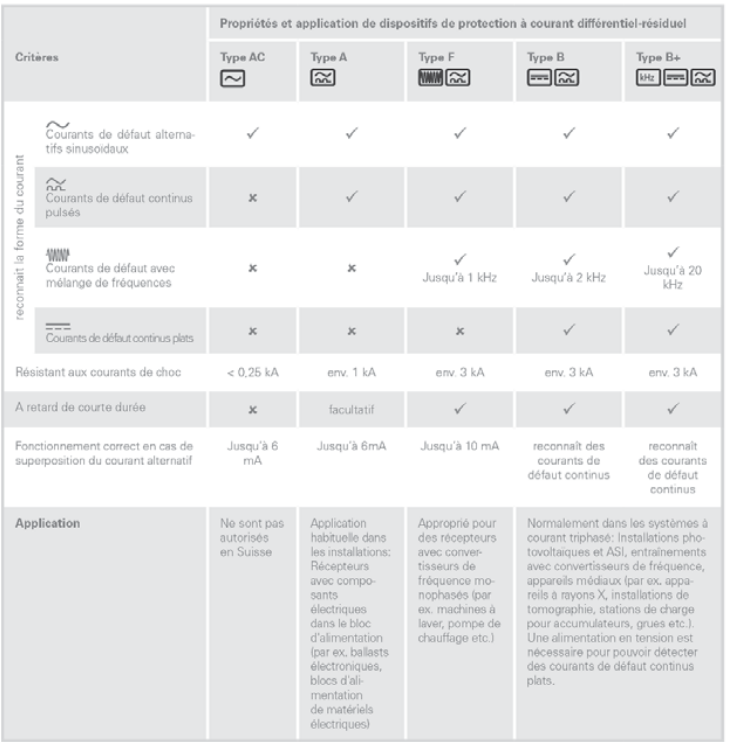 Propriétés et application de dispositifs de protection à courant différentiel-résiduel
Critères
Type AC
Type A
Type F
Type B
Type B+
kHz
reconnaît la forme du courant
Courants de défaut alterna-
tifs sinusoïdaux
✓ ✓ ✓ ✓ ✓
Courants de défaut continus
pulsés
✗ ✓ ✓ ✓ ✓
Courants de défaut avec
mélange de fréquences
✗ ✗ ✓ ✓ ✓
Jusqu'à 1 kHz
Jusqu'à 2 kHz
Jusqu'à 20
kHz
Courants de défaut continus plats
✗ ✗ ✗ ✓ ✓
Résistant aux courants de choc
< 0,25 kA
env. 1 kA
env. 3 kA
env. 3 kA
env. 3 kA
A retard de courte durée
✗
facultatif
✓ ✓ ✓
Fonctionnement correct en cas de
superposition du courant alternatif
Jusqu'à 6
mA
Jusqu'à 6mA
Jusqu'à 10 mA
reconnaît des
courants de
défaut continus
reconnaît
des courants
de défaut
continus
Application
Ne sont pas
autorisés
en Suisse
Application
habituelle dans
les installations:
Récepteurs
avec compo-
sants
électriques
dans le bloc
d'alimentation
(par ex. ballasts
électroniques,
blocs d'ali-
mentation
de matériels
électriques)
Approprié pour
des récepteurs
avec conver-
tisseurs de
fréquence mo-
nophasés (par
ex. machines à
laver, pompe de
chauffage etc.)
Normalement dans les systèmes à
courant triphasé: Installations pho-
tovoltaïques et ASI, entraînements
avec convertisseurs de fréquence,
appareils médiaux (par ex. appa-
reils à rayons X, installations de
tomographie, stations de charge
pour accumulateurs, grues etc.).
Une alimentation en tension est
nécessaire pour pouvoir détecter
des courants de défaut continus
plats.